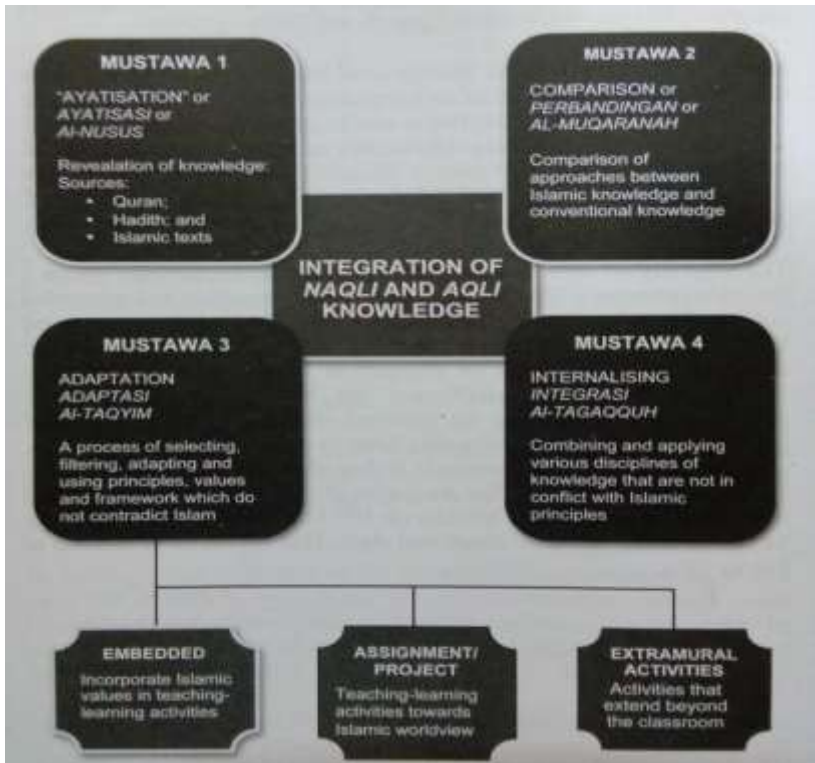 MUSTAWA 1
"AYATISATION" or
AYATISASI or
Al-NUSUS
Revealation of knowledge:
Sources:
• Quran;
• Hadith; and
• Islamic texts
MUSTAWA 2
COMPARISON or
PERBANDINGAN or
AL-MUQARANAH
Comparison of
approaches between
Islamic knowledge and
conventional knowledge
INTEGRATION OF
NAQLI AND AQLI
KNOWLEDGE
MUSTAWA 3
ADAPTATION
ADAPTASI
Al-TAQYIM
A process of selecting,
filtering, adapting and
using principles, values
and framework which do
not contradict Islam
MUSTAWA 4
INTERNALISING
INTEGRASI
Al-TAGAQQUH
Combining and applying
various disciplines of
knowledge that are not in
conflict with Islamic
principles
EMBEDDED
Incorporate Islamic
values in teaching-
learning activities
ASSIGNMENT/
PROJECT
Teaching-learning
activities towards
Islamic worldview
EXTRAMURAL
ACTIVITIES
Activities that
extend beyond
the classroom